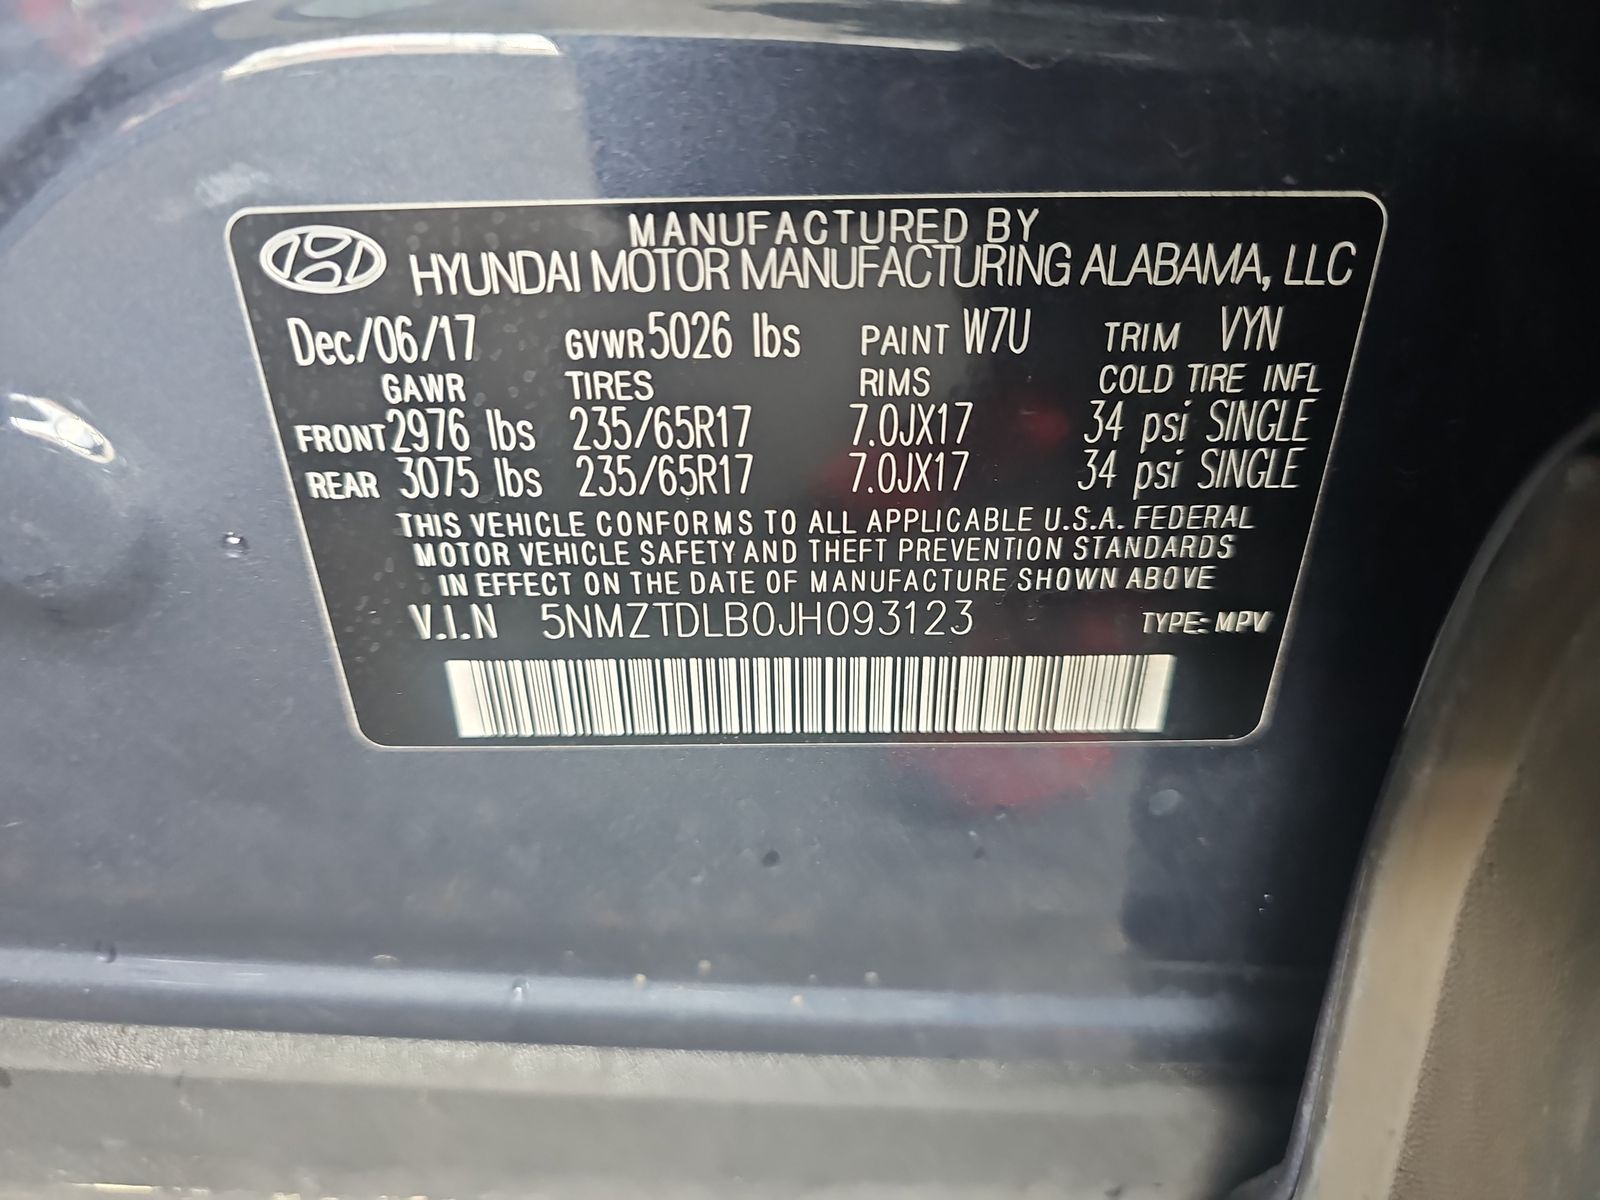 MANUFACTURED BY
HYUNDAI MOTOR MANUFACTURING ALABAMA, LLC
Dec/06/17 GVWR 5026 lbs PAINT W7U TRIM VYN
GAWR TIRES RIMS COLD TIRE INFL
FRONT 2976 lbs 235/65R17 7.0JX17 34 psi SINGLE
REAR 3075 lbs 235/65R17 7.0JX17 34 psi SINGLE
THIS VEHICLE CONFORMS TO ALL APPLICABLE U.S.A. FEDERAL
MOTOR VEHICLE SAFETY AND THEFT PREVENTION STANDARDS
IN EFFECT ON THE DATE OF MANUFACTURE SHOWN ABOVE
V.I.N 5NMZTDLB0JH093123 TYPE: MPV